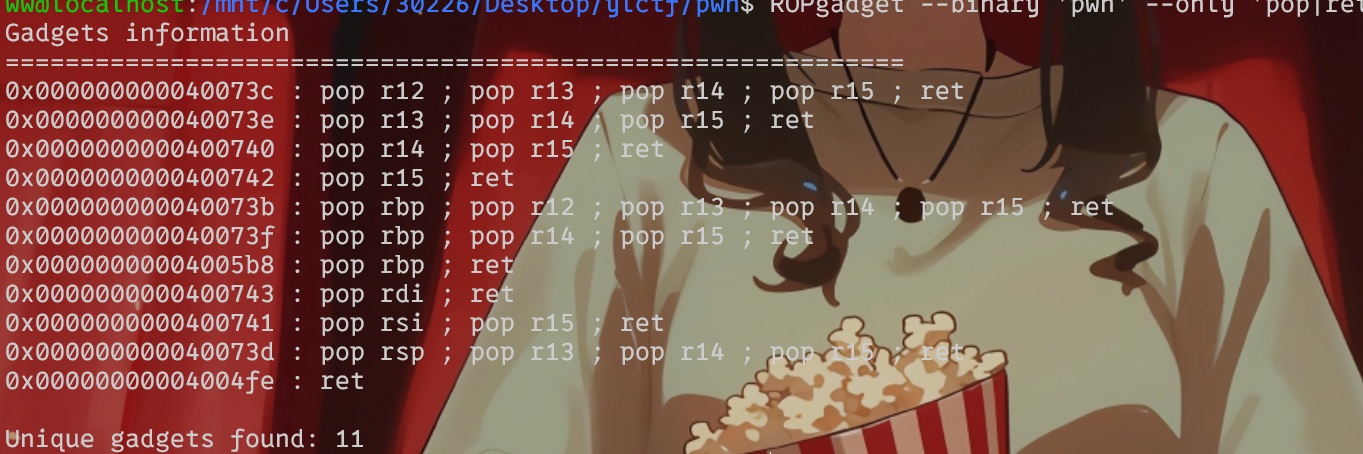 ww@localhost:/mnt/c/Users/30226/Desktop/ylctf/pwn$ ROPgadget --binary 'pwn' --only 'pop|ret
Gadgets information
============================================================
0x000000000040073c : pop r12 ; pop r13 ; pop r14 ; pop r15 ; ret
0x000000000040073e : pop r13 ; pop r14 ; pop r15 ; ret
0x0000000000400740 : pop r14 ; pop r15 ; ret
0x0000000000400742 : pop r15 ; ret
0x000000000040073b : pop rbp ; pop r12 ; pop r13 ; pop r14 ; pop r15 ; ret
0x000000000040073f : pop rbp ; pop r14 ; pop r15 ; ret
0x00000000004005b8 : pop rbp ; ret
0x0000000000400743 : pop rdi ; ret
0x0000000000400741 : pop rsi ; pop r15 ; ret
0x000000000040073d : pop rsp ; pop r13 ; pop r14 ; pop r15 ; ret
0x00000000004004fe : ret
Unique gadgets found: 11